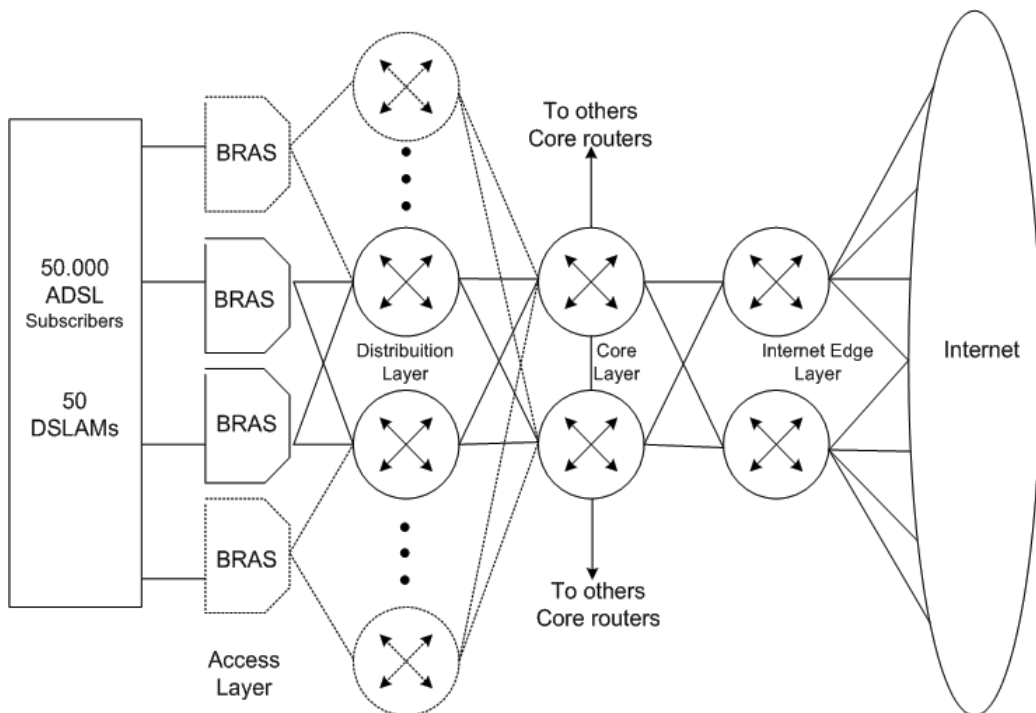 To others
Core routers
BRAS
50.000
ADSL
Subscribers
50
DSLAMs
BRAS
BRAS
BRAS
Distribuition
Layer
Core
Layer
Internet Edge
Layer
Internet
To others
Core routers
Access
Layer